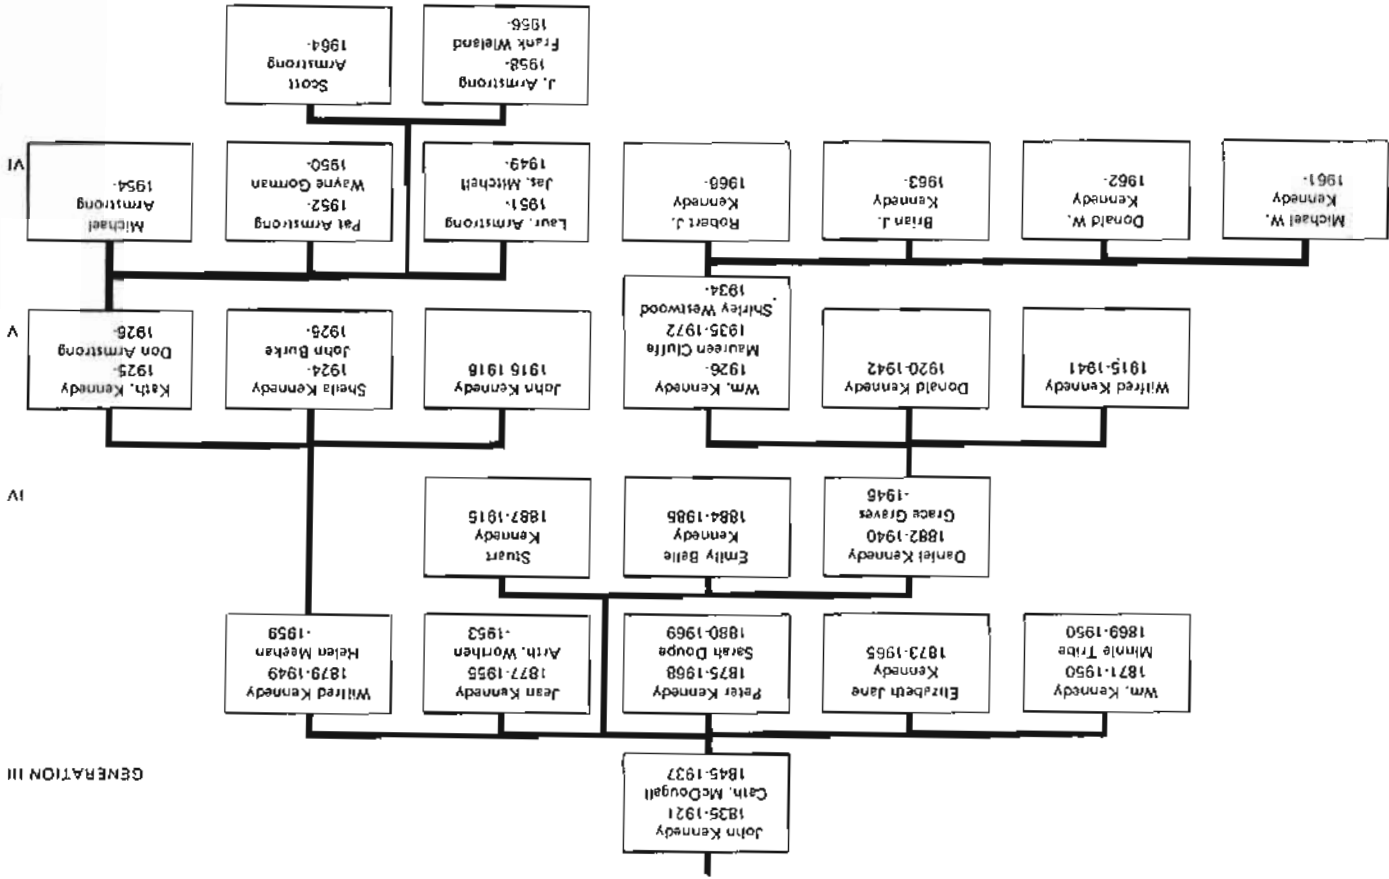 John Kennedy
1835-1921
Cath. McDougall
1845-1937
GENERATION III
Wm. Kennedy
1871-1950
Minnie Tribe
1869-1950
Elizabeth Jane
Kennedy
1873-1965
Peter Kennedy
1875-1968
Sarah Doupe
1880-1969
Jean Kennedy
1877-1955
Arth. Worthen
-1953
Wilfred Kennedy
1879-1949
Helen Meehan
-1959
Daniel Kennedy
1882-1940
Grace Graves
-1945
Emily Belle
Kennedy
1884-1985
Stuart
Kennedy
1887-1915
IV
Wilfred Kennedy
1915-1941
Donald Kennedy
1920-1942
Wm. Kennedy
1926-
Maureen Cluffe
1935-1972
Shirley Westwood
1934-
John Kennedy
1916 1918
Sheila Kennedy
1924-
John Burke
1925-
Kath. Kennedy
1925-
Don Armstrong
1926-
V
Michael W.
Kennedy
1961-
Donald W.
Kennedy
1962-
Brian J.
Kennedy
1963-
Robert J.
Kennedy
1966-
Laur. Armstrong
1951-
Jas. Mitchell
1949-
Pat Armstrong
1952-
Wayne Gorman
1950-
Michael
Armstrong
1954-
VI
J. Armstrong
1958-
Frank Wieland
1956-
Scott
Armstrong
1964-